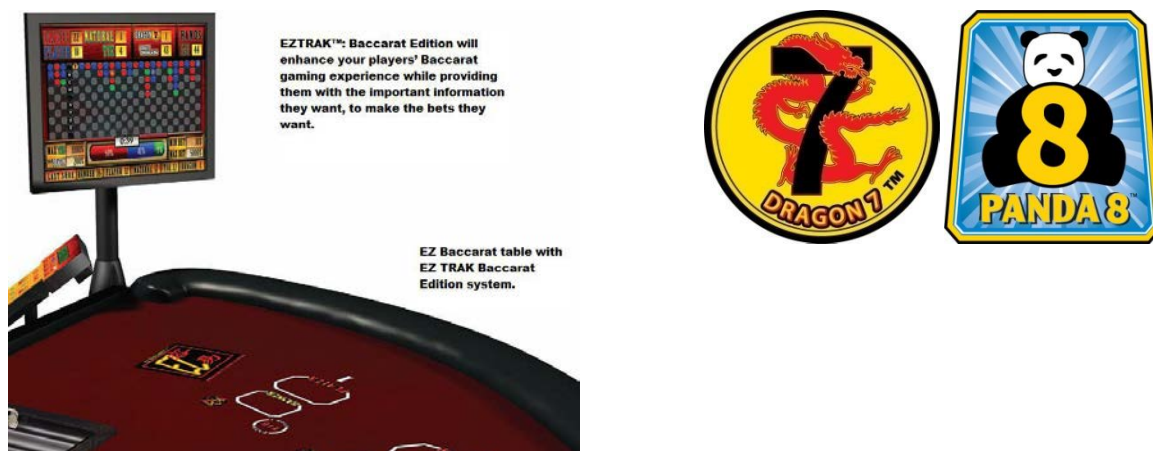 EZTRAK™: Baccarat Edition will
enhance your players' Baccarat
gaming experience while providing
them with the important information
they want, to make the bets they
want.
EZ Baccarat table with
EZ TRAK Baccarat
Edition system.
7
DRAGON 7™
8
PANDA 8™